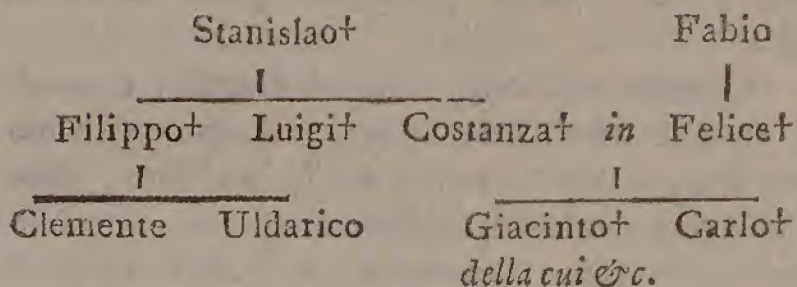 Stanislao† Fabio
Filippo† Luigi† Costanza† in Felice†
Clemente Uldarico Giacinto† Carlo†
della cui &c.